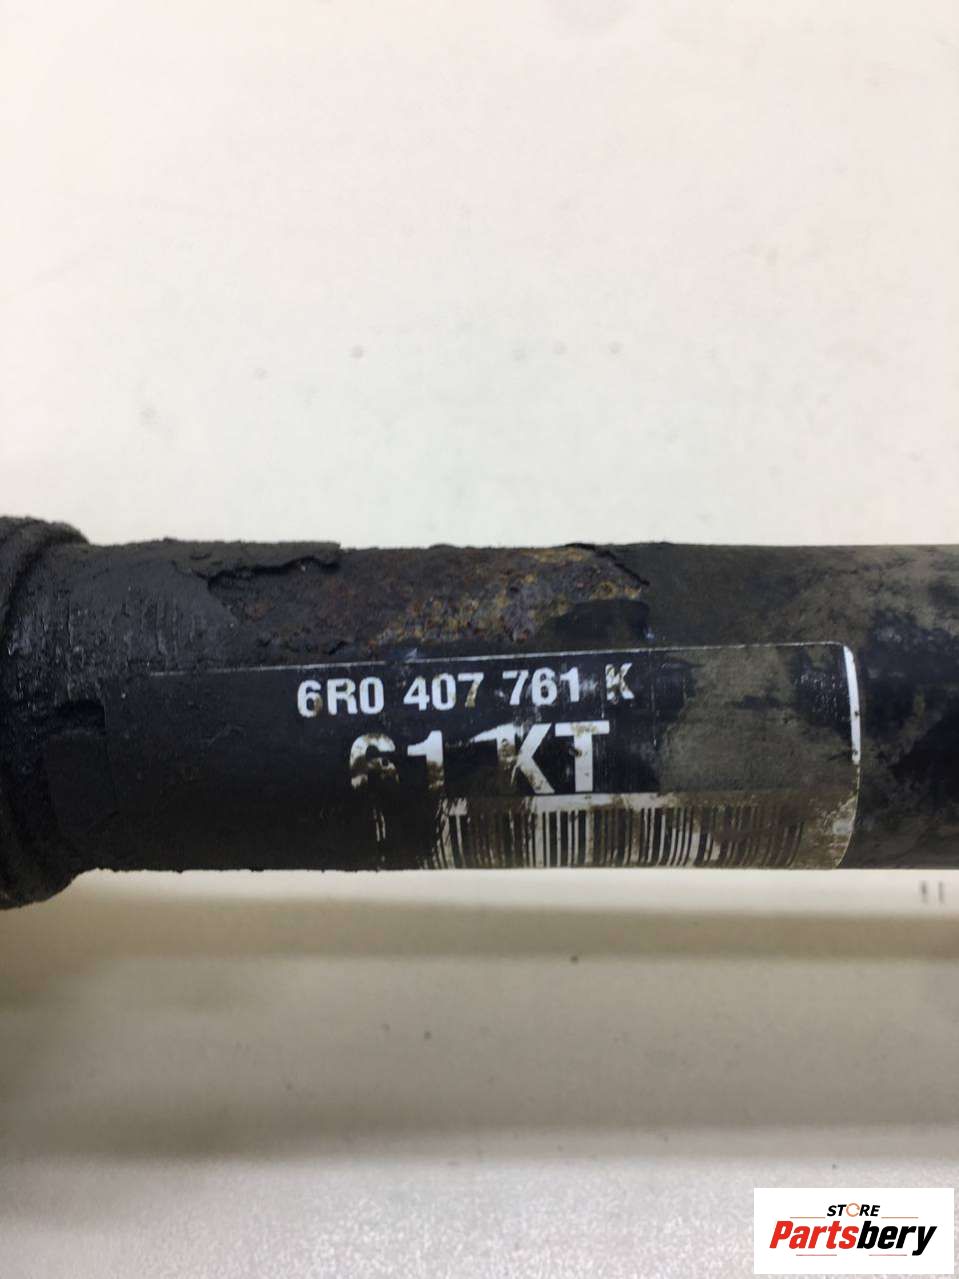 6R0 407 761 K
61 KT
STORE
Partsbery